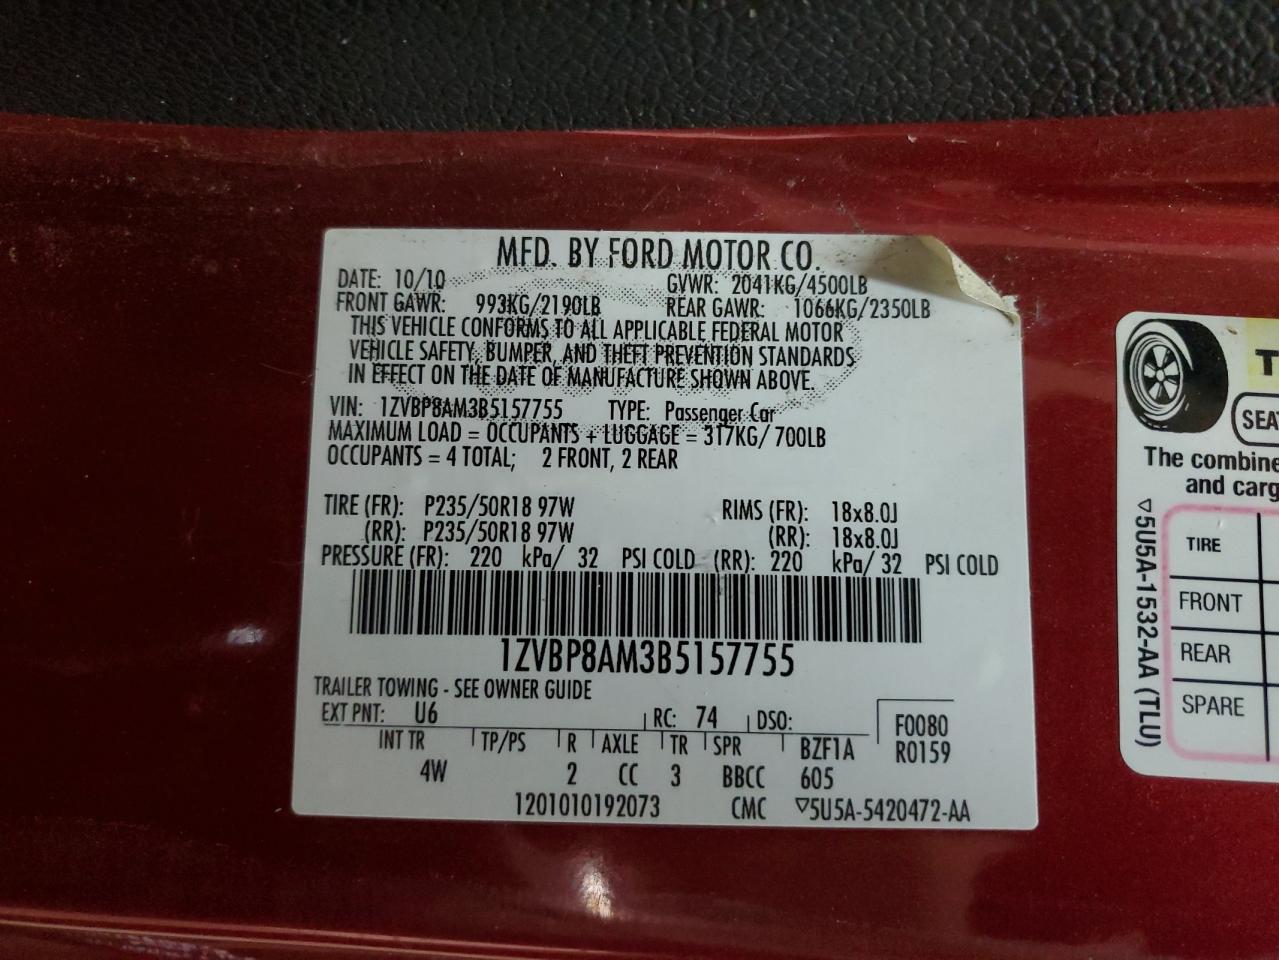 MFD. BY FORD MOTOR CO.
DATE: 10/10 GVWR: 2041KG/4500LB
FRONT GAWR: 993KG/2190LB REAR GAWR: 1066KG/2350LB
THIS VEHICLE CONFORMS TO ALL APPLICABLE FEDERAL MOTOR
VEHICLE SAFETY, BUMPER, AND THEFT PREVENTION STANDARDS
IN EFFECT ON THE DATE OF MANUFACTURE SHOWN ABOVE.
VIN: 1ZVBP8AM3B5157755 TYPE: Passenger Car
MAXIMUM LOAD = OCCUPANTS + LUGGAGE = 317KG/ 700LB
OCCUPANTS = 4 TOTAL; 2 FRONT, 2 REAR
TIRE (FR): P235/50R18 97W RIMS (FR): 18x8.0J
(RR): P235/50R18 97W (RR): 18x8.0J
PRESSURE (FR): 220 kPa/ 32 PSI COLD (RR): 220 kPa/ 32 PSI COLD
1ZVBP8AM3B5157755
TRAILER TOWING - SEE OWNER GUIDE
EXT PNT: U6 RC: 74 DSO: F0080
INT TR TP/PS R AXLE TR SPR BZF1A R0159
4W 2 CC 3 BBCC 605
1201010192073 CMC ▽5U5A-5420472-AA
T
SEA
The combine
and carg
TIRE
FRONT
REAR
SPARE
▽5U5A-1532-AA (TLU)